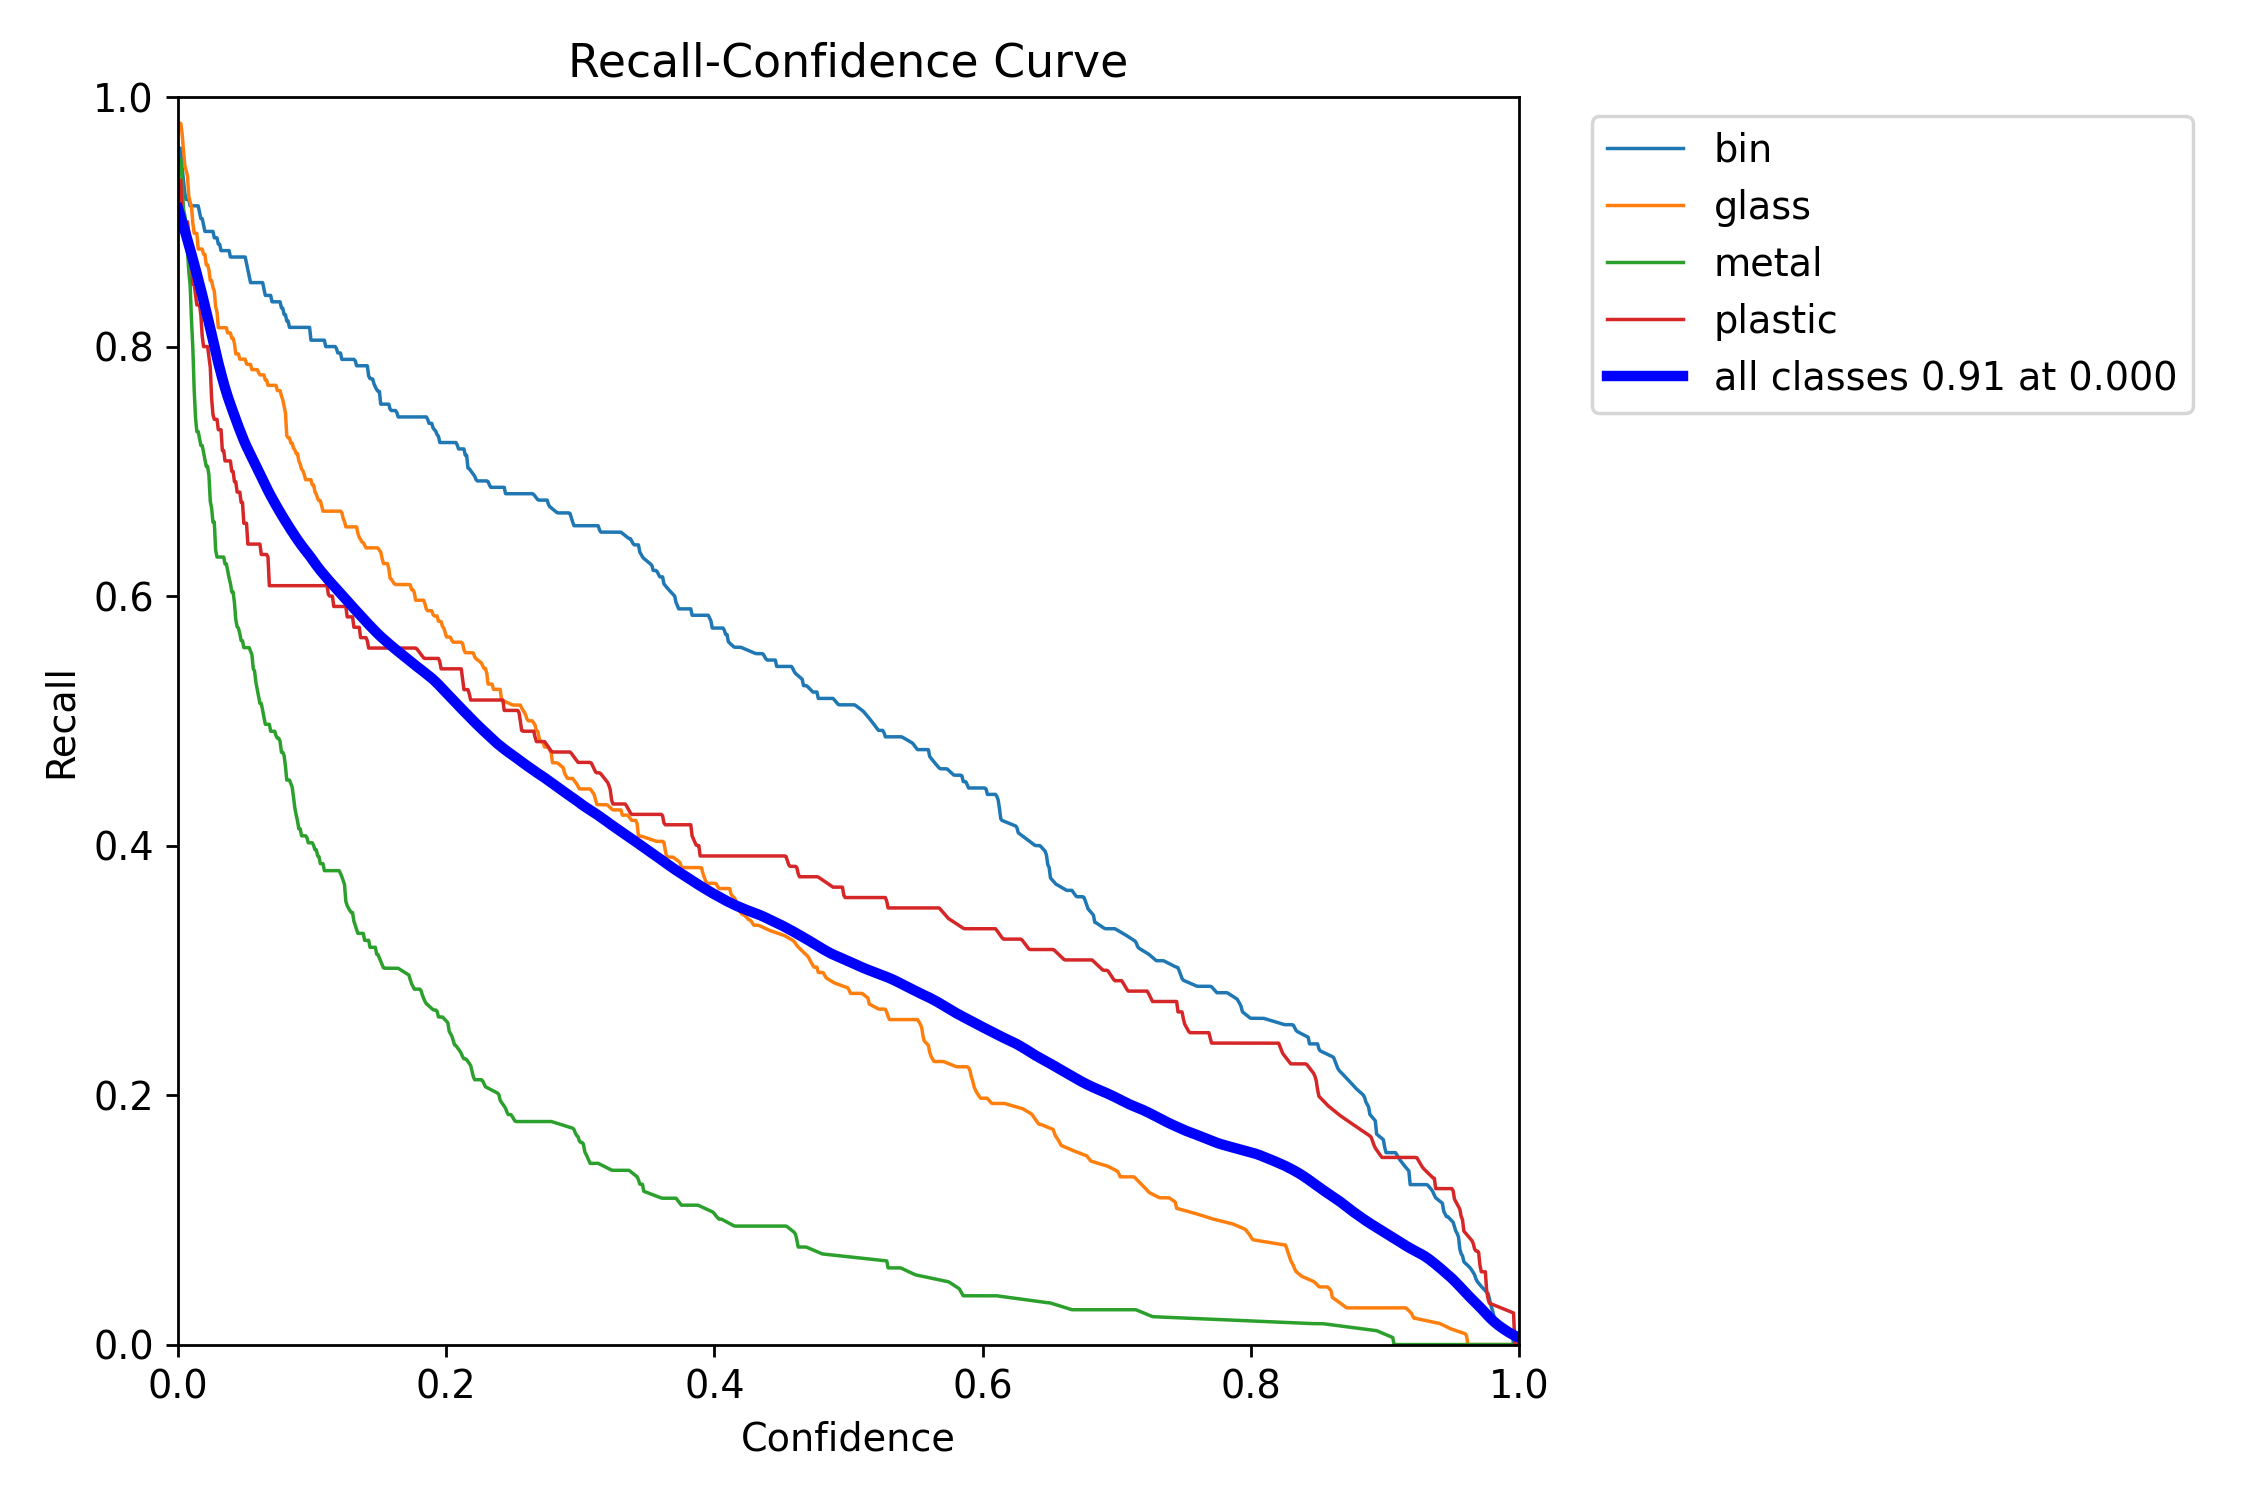 Recall-Confidence Curve
1.0
0.8
0.6
0.4
0.2
0.0
Recall
0.0 0.2 0.4 0.6 0.8 1.0
Confidence
bin
glass
metal
plastic
all classes 0.91 at 0.000